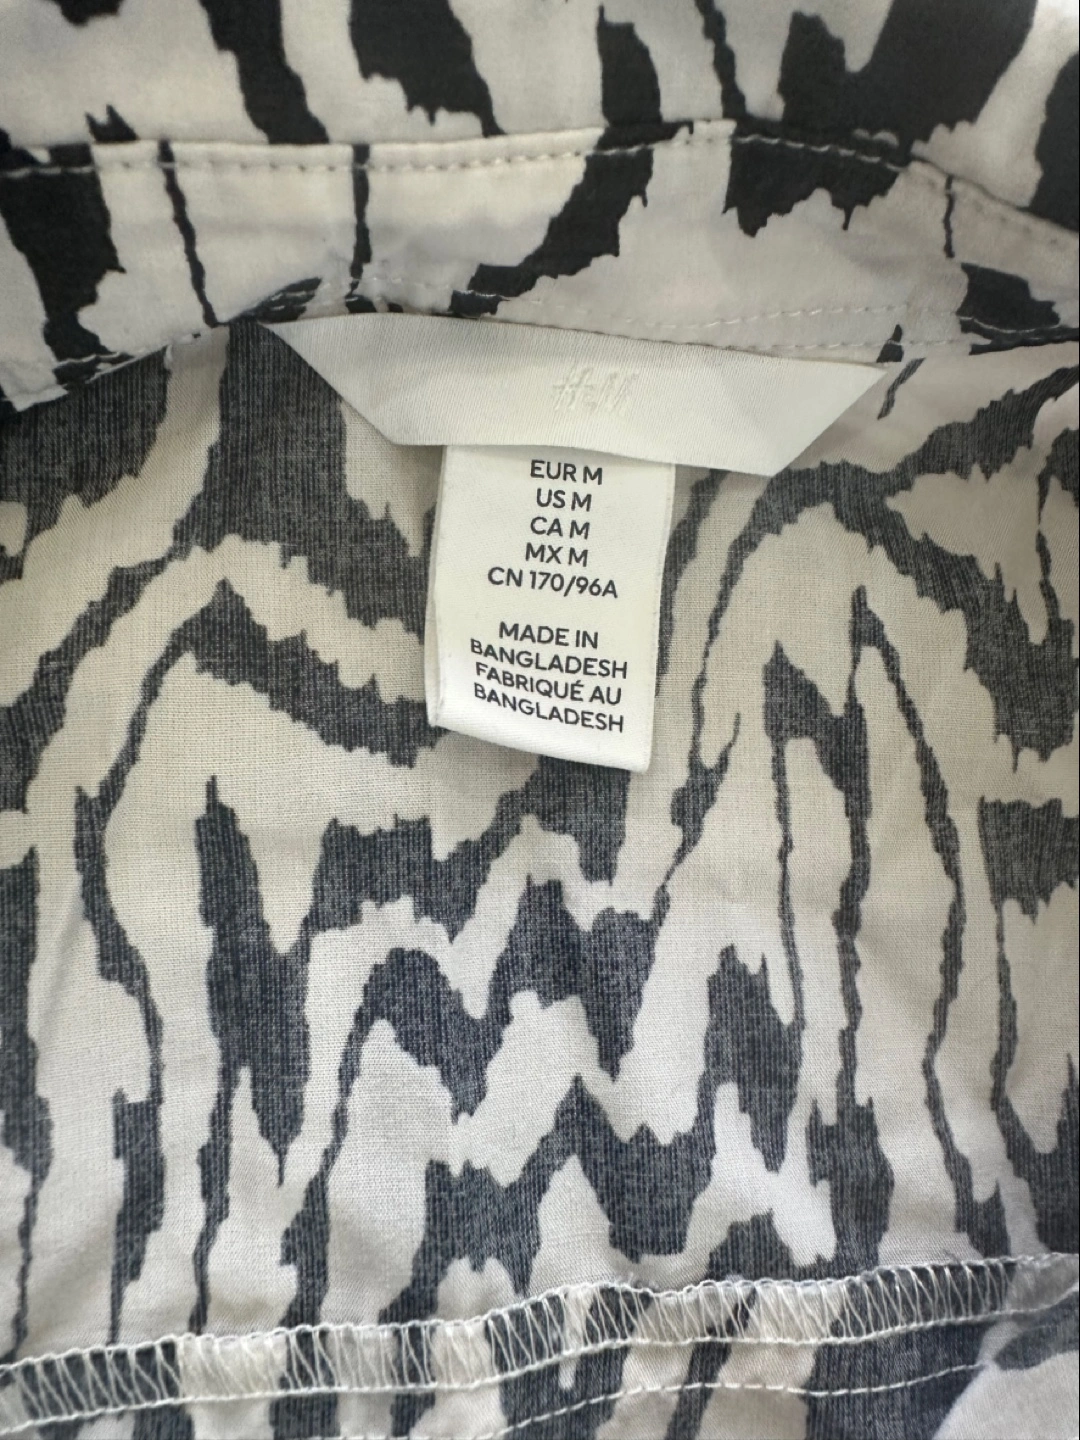 H&M
EUR M
US M
CA M
MX M
CN 170/96A
MADE IN
BANGLADESH
FABRIQUÉ AU
BANGLADESH